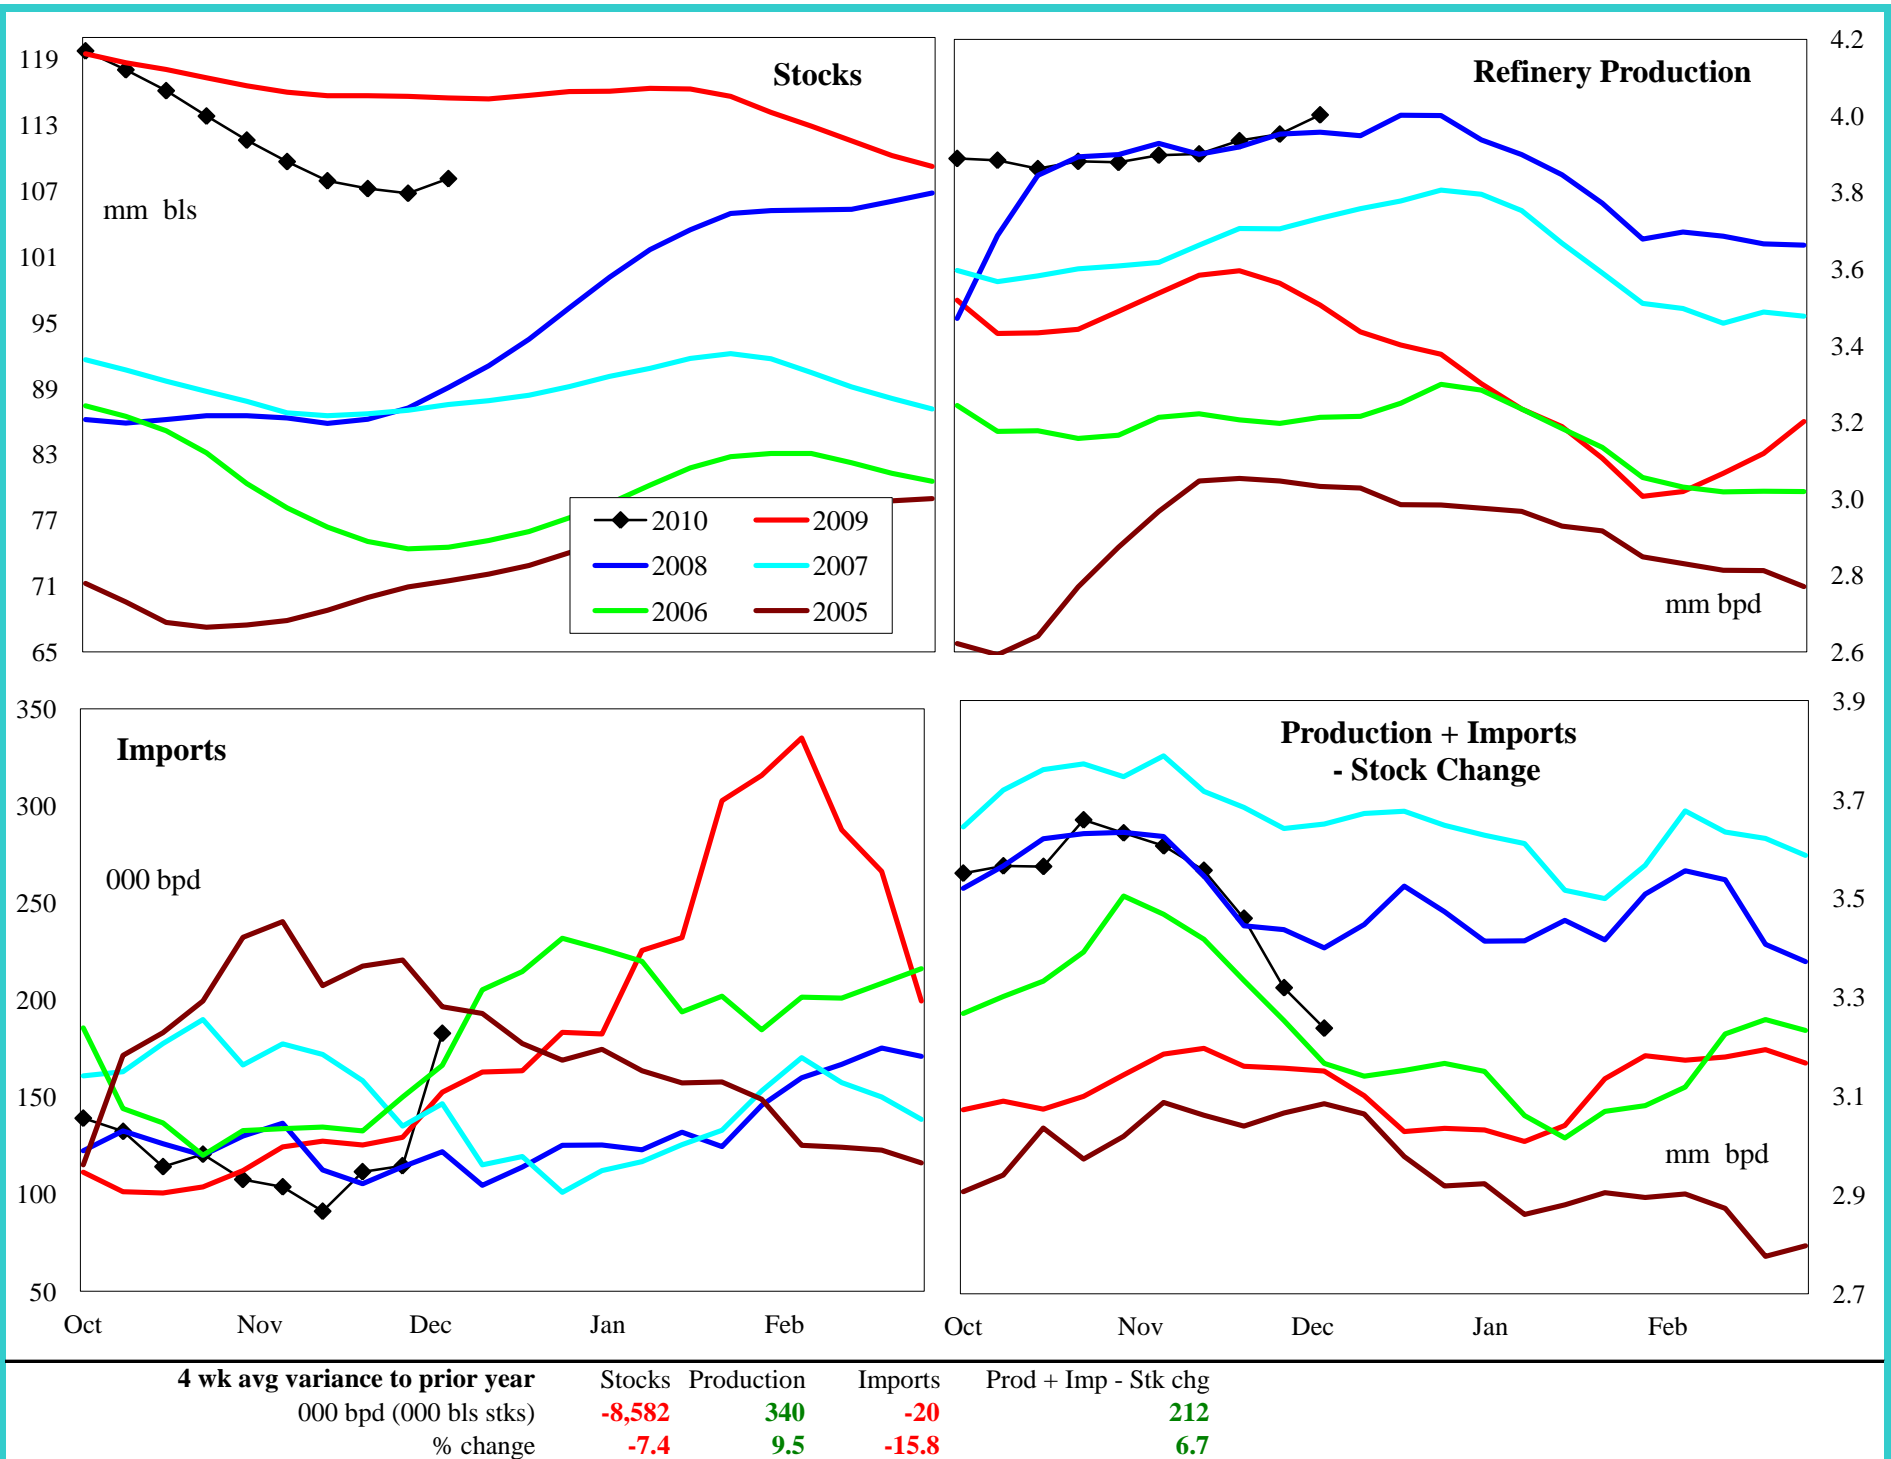 Stocks
mm bls
119
113
107
101
95
89
83
77
71
65
2010
2009
2008
2007
2006
2005
Refinery Production
mm bpd
4.2
4.0
3.8
3.6
3.4
3.2
3.0
2.8
2.6
Imports
000 bpd
350
300
250
200
150
100
50
Oct Nov Dec Jan Feb
Production + Imports
- Stock Change
mm bpd
3.9
3.7
3.5
3.3
3.1
2.9
2.7
Oct Nov Dec Jan Feb
4 wk avg variance to prior year Stocks Production Imports Prod + Imp - Stk chg
000 bpd (000 bls stks) -8,582 340 -20 212
% change -7.4 9.5 -15.8 6.7